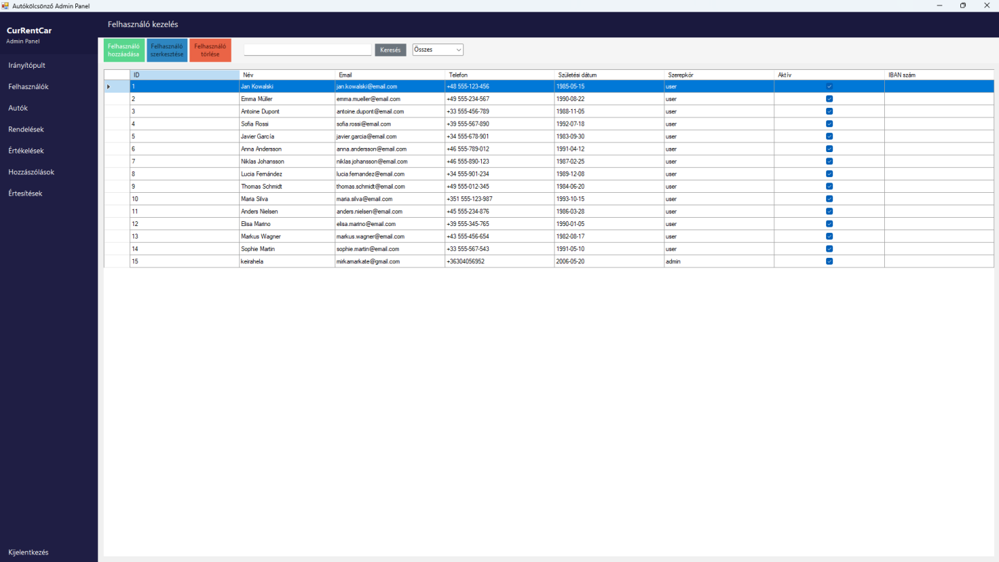 Autókölcsönző Admin Panel
CurRentCar
Admin Panel
Irányítópult
Felhasználók
Autók
Rendelések
Értékelések
Hozzászólások
Értesítések
Kijelentkezés
Felhasználó kezelés
Felhasználó
hozzáadása
Felhasználó
szerkesztése
Felhasználó
törlése
Keresés
Összes
ID Név Email Telefon Születési dátum Szerepkör Aktív IBAN szám
1 Jan Kowalski jan.kowalski@email.com +48 555-123-456 1985-05-15 user
2 Emma Müller emma.mueller@email.com +49 555-234-567 1990-08-22 user
3 Antoine Dupont antoine.dupont@email.com +33 555-456-789 1988-11-05 user
4 Sofia Rossi sofia.rossi@email.com +39 555-567-890 1992-07-18 user
5 Javier García javier.garcia@email.com +34 555-678-901 1983-09-30 user
6 Anna Andersson anna.andersson@email.com +46 555-789-012 1991-04-12 user
7 Niklas Johansson niklas.johansson@email.com +46 555-890-123 1987-02-25 user
8 Lucia Fernández lucia.fernandez@email.com +34 555-901-234 1989-12-08 user
9 Thomas Schmidt thomas.schmidt@email.com +49 555-012-345 1984-06-20 user
10 Maria Silva maria.silva@email.com +351 555-123-987 1993-10-15 user
11 Anders Nielsen anders.nielsen@email.com +45 555-234-876 1986-03-28 user
12 Elisa Marino elisa.marino@email.com +39 555-345-765 1990-01-05 user
13 Markus Wagner markus.wagner@email.com +43 555-456-654 1982-08-17 user
14 Sophie Martin sophie.martin@email.com +33 555-567-543 1991-05-10 user
15 keirahela mirkamarkate@gmail.com +36304056952 2006-05-20 admin